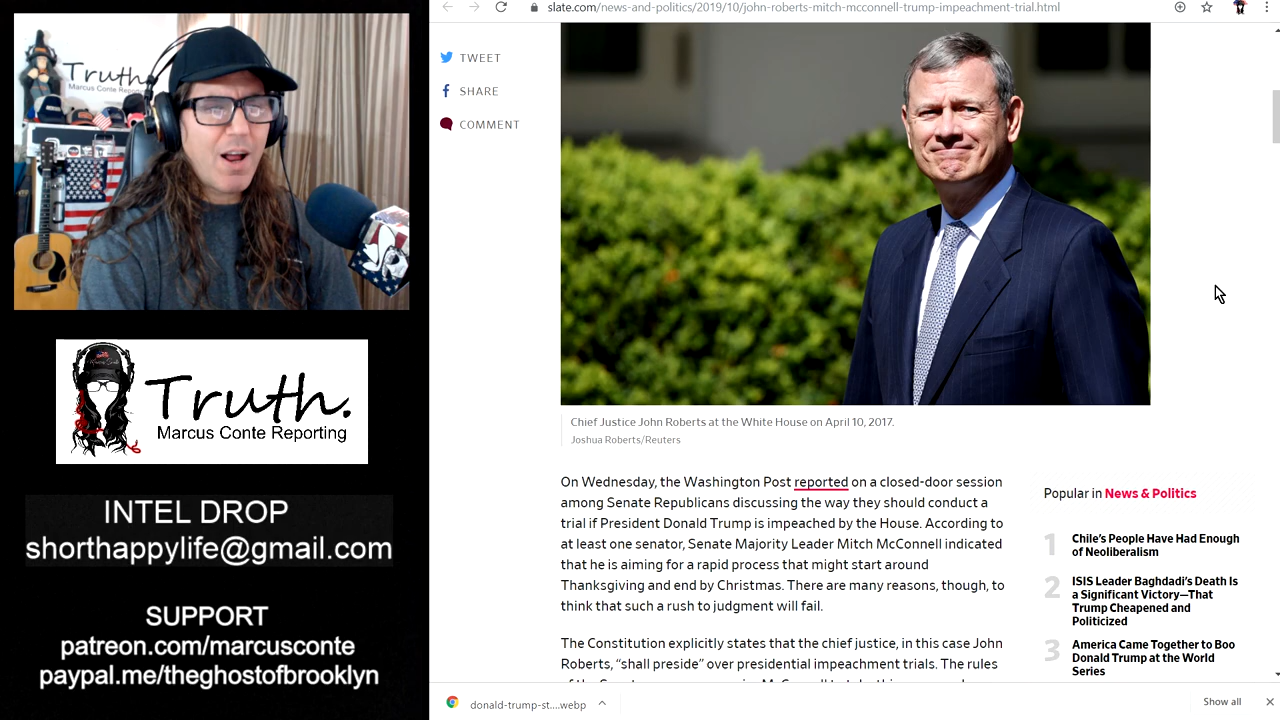 slate.com/news-and-politics/2019/10/john-roberts-mitch-mcconnell-trump-impeachment-trial.html
Truth.
Marcus Conte Reporting
TWEET
SHARE
COMMENT
Chief Justice John Roberts at the White House on April 10, 2017.
Joshua Roberts/Reuters
Truth.
Marcus Conte Reporting
INTEL DROP
shorthappylife@gmail.com
SUPPORT
patreon.com/marcusconte
paypal.me/theghostofbrooklyn
On Wednesday, the Washington Post reported on a closed-door session
among Senate Republicans discussing the way they should conduct a
trial if President Donald Trump is impeached by the House. According to
at least one senator, Senate Majority Leader Mitch McConnell indicated
that he is aiming for a rapid process that might start around
Thanksgiving and end by Christmas. There are many reasons, though, to
think that such a rush to judgment will fail.
The Constitution explicitly states that the chief justice, in this case John
Roberts, “shall preside” over presidential impeachment trials. The rules
Popular in News & Politics
1 Chile's People Have Had Enough
of Neoliberalism
2 ISIS Leader Baghdadi's Death Is
a Significant Victory—That
Trump Cheapened and
Politicized
3 America Came Together to Boo
Donald Trump at the World
Series
donald-trump-st....webp
Show all